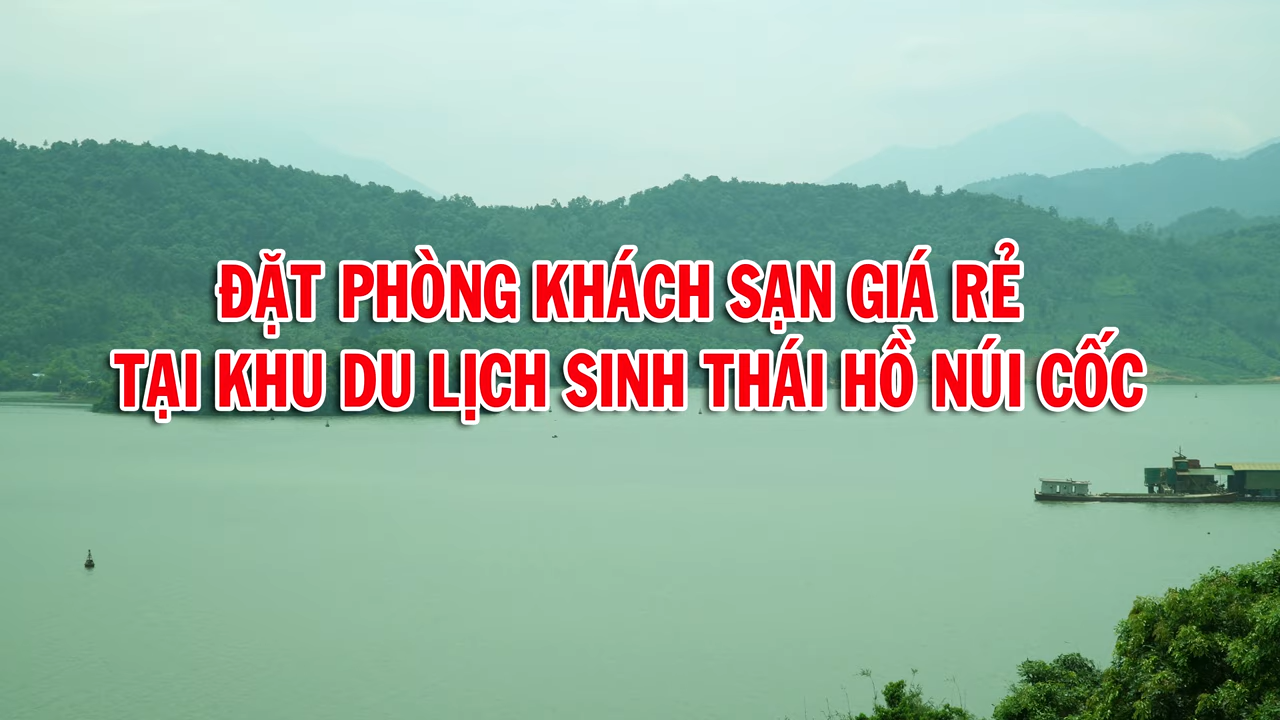 ĐẶT PHÒNG KHÁCH SẠN GIÁ RẺ
TẠI KHU DU LỊCH SINH THÁI HỒ NÚI CỐC